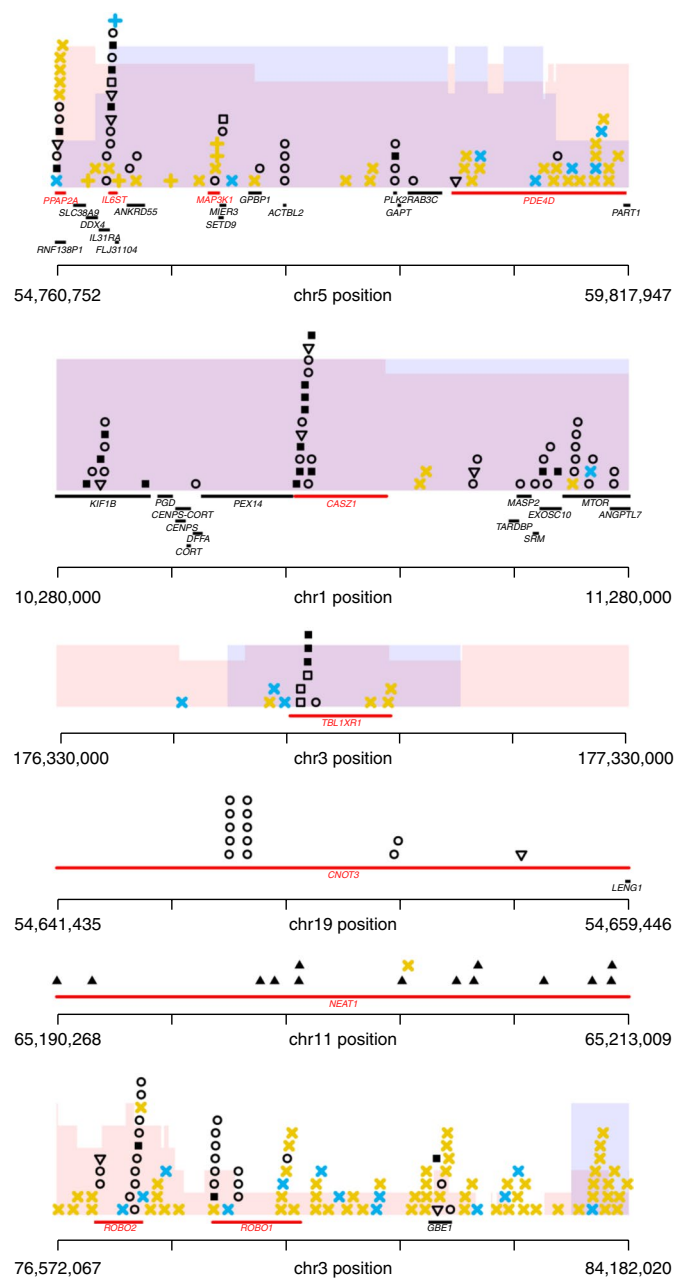 PPAP2A IL6ST MAP3K1 GPBP1 PLK2RAB3C PDE4D
SLC38A9 ANKRD55 MIER3 ACTBL2 GAPT PART1
DDX4 SETD9
IL31RA
RNF138P1 FLJ31104
54,760,752 chr5 position 59,817,947
KIF1B PGD PEX14 CASZ1 MASP2 MTOR
CENPS-CORT EXOSC10 ANGPTL7
CENPS TARDBP
DFFA SRM
CORT
10,280,000 chr1 position 11,280,000
TBL1XR1
176,330,000 chr3 position 177,330,000
CNOT3
LENG1
54,641,435 chr19 position 54,659,446
NEAT1
65,190,268 chr11 position 65,213,009
ROBO2 ROBO1 GBE1
76,572,067 chr3 position 84,182,020